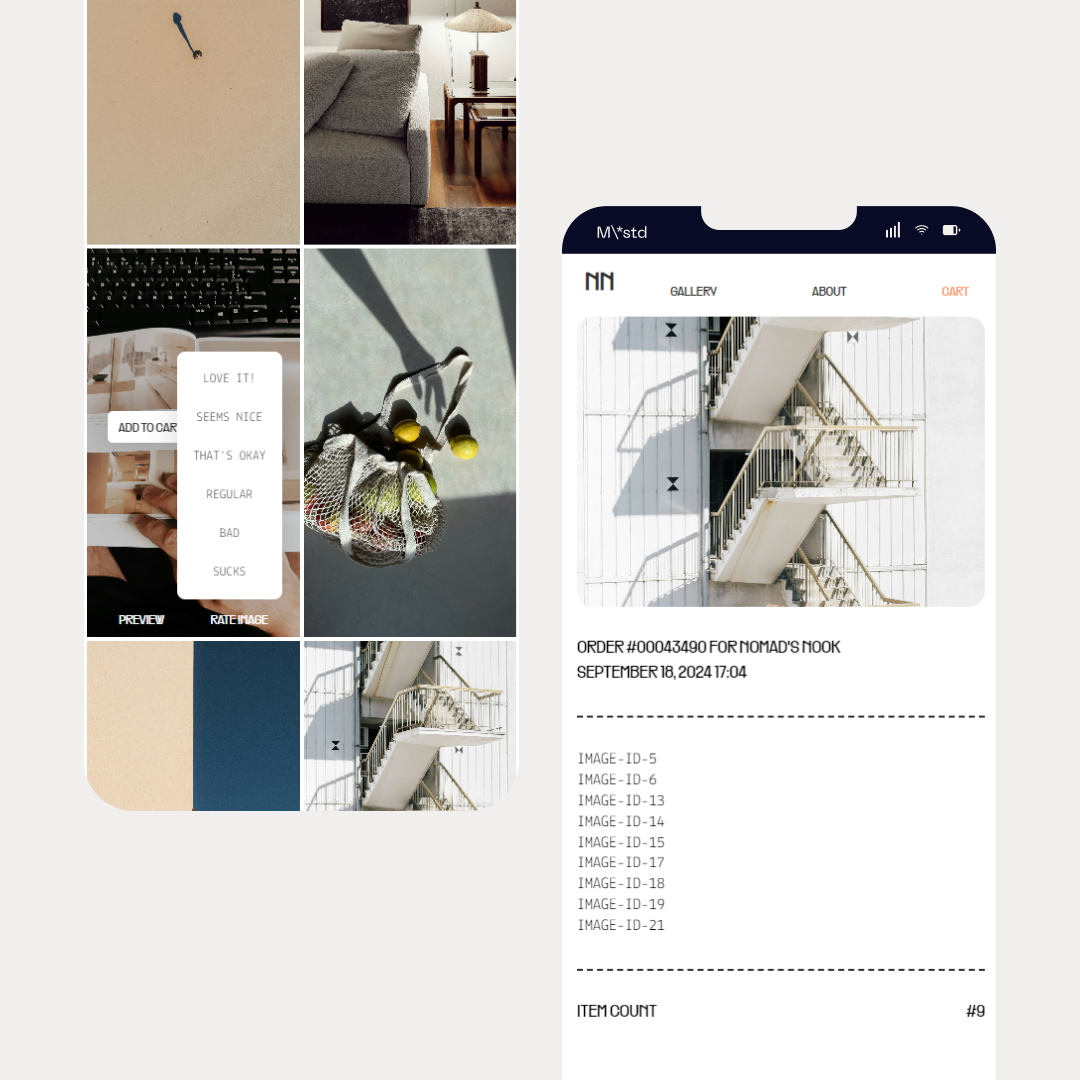 LOVE IT!
SEEMS NICE
ADD TO CAR
THAT'S OKAY
REGULAR
BAD
SUCKS
PREVIEW
RATE IMAGE
M\*std
NN
GALLERY
ABOUT
CART
ORDER #00043490 FOR NOMAD'S NOOK
SEPTEMBER 18, 2024 17:04
IMAGE-ID-5
IMAGE-ID-6
IMAGE-ID-13
IMAGE-ID-14
IMAGE-ID-15
IMAGE-ID-17
IMAGE-ID-18
IMAGE-ID-19
IMAGE-ID-21
ITEM COUNT #9